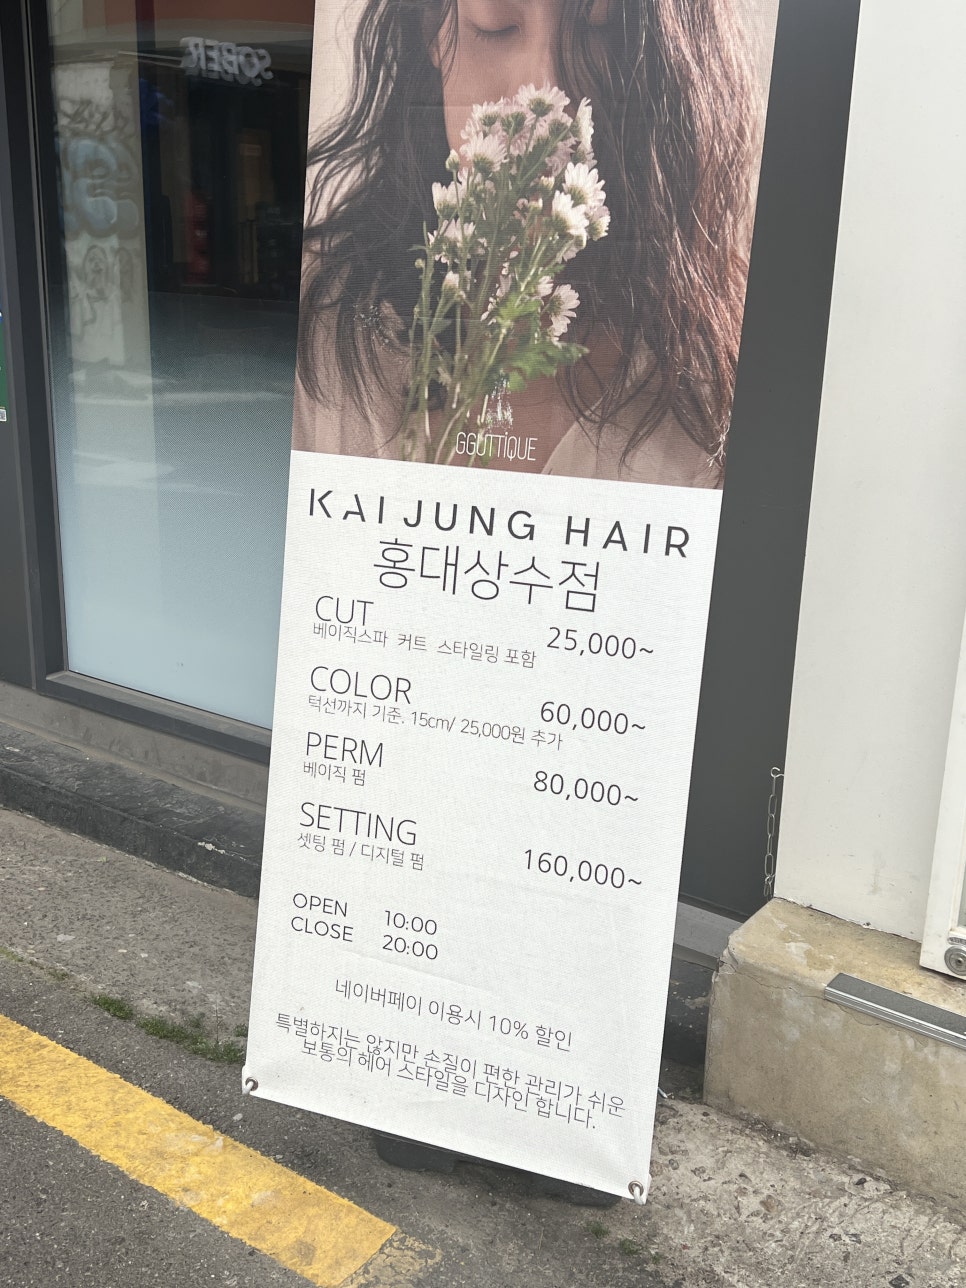 SOBER
GGUTTiQUE
KAI JUNG HAIR
홍대상수점
CUT
베이직스파 커트 스타일링 포함
25,000~
COLOR
턱선까지 기준. 15cm/ 25,000원 추가
60,000~
PERM
베이직 펌
80,000~
SETTING
셋팅 펌 / 디지털 펌
160,000~
OPEN 10:00
CLOSE 20:00
네이버페이 이용시 10% 할인
특별하지는 않지만 손질이 편한 관리가 쉬운
보통의 헤어 스타일을 디자인 합니다.